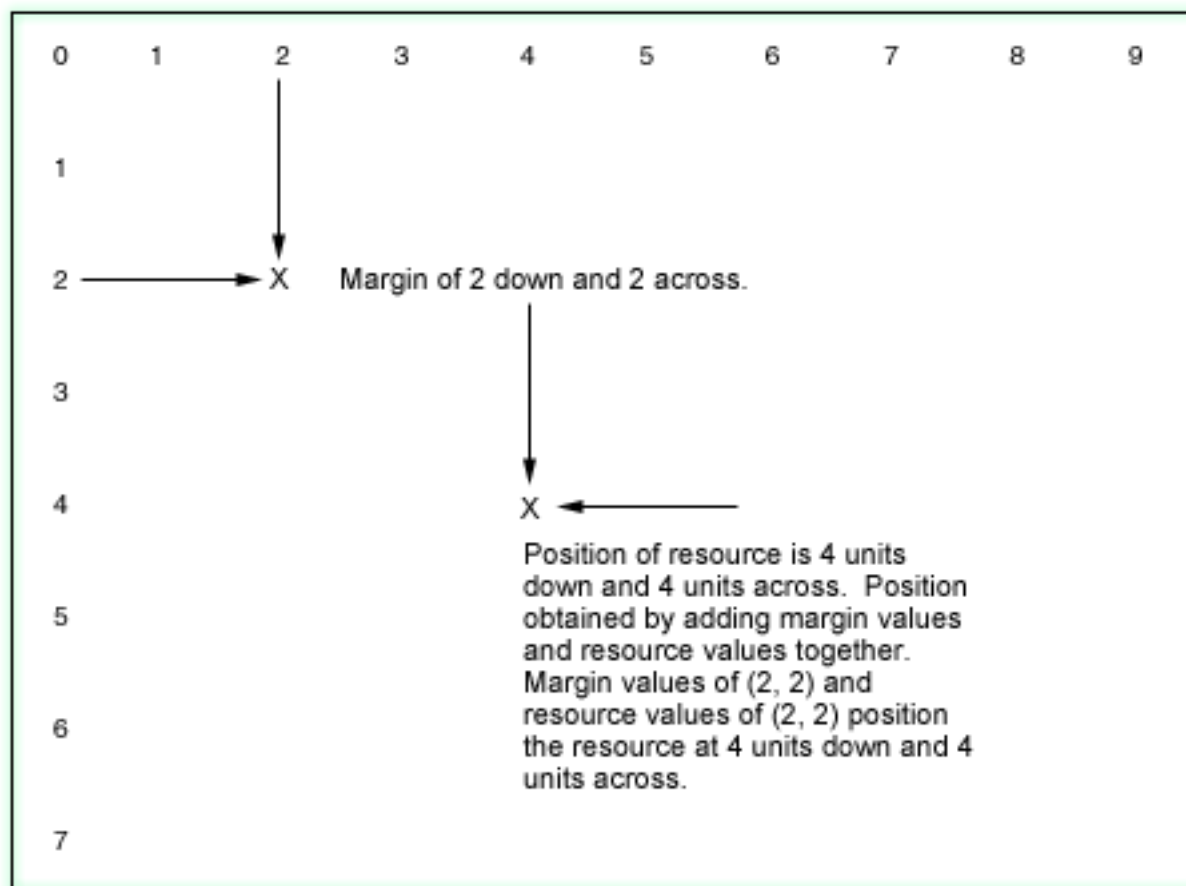 0 1 2 3 4 5 6 7 8 9
1
2 X Margin of 2 down and 2 across.
3
4 X
Position of resource is 4 units
down and 4 units across.  Position
5
obtained by adding margin values
and resource values together.
Margin values of (2, 2) and
6
resource values of (2, 2) position
the resource at 4 units down and 4
units across.
7